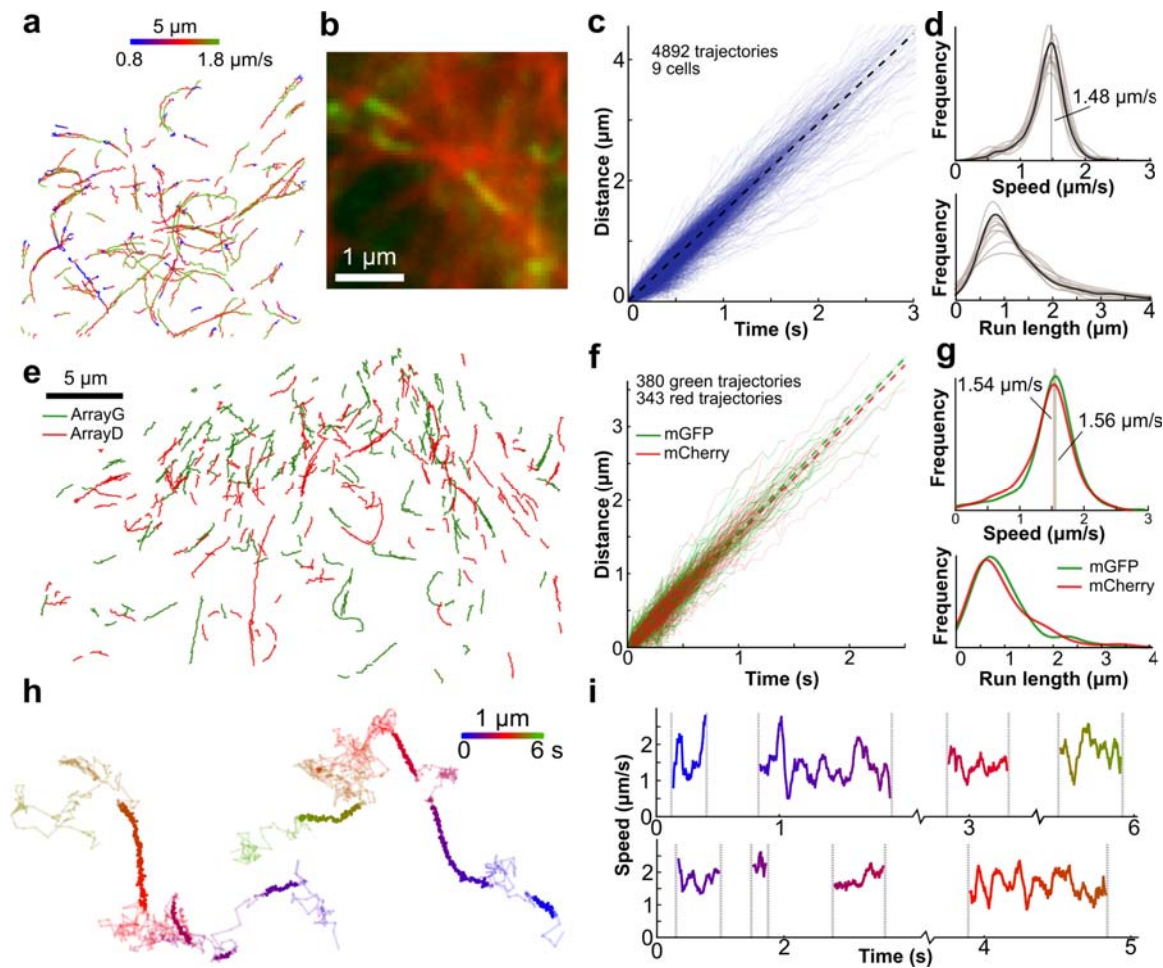 a
5 µm
0.8 1.8 µm/s
b
1 µm
c
4892 trajectories
9 cells
Distance (µm)
4
2
0
0 1 2 3
Time (s)
d
Frequency
1.48 µm/s
0 1 2 3
Speed (µm/s)
Frequency
0 1 2 3 4
Run length (µm)
e
5 µm
ArrayG
ArrayD
f
380 green trajectories
343 red trajectories
mGFP
mCherry
Distance (µm)
3
2
1
0
0 1 2
Time (s)
g
Frequency
1.54 µm/s
1.56 µm/s
0 1 2 3
Speed (µm/s)
Frequency
mGFP
mCherry
0 1 2 3 4
Run length (µm)
h
1 µm
0 6 s
i
Speed (µm/s)
2
1
0
0 1 3 6
2
1
0
0 2 4 5
Time (s)